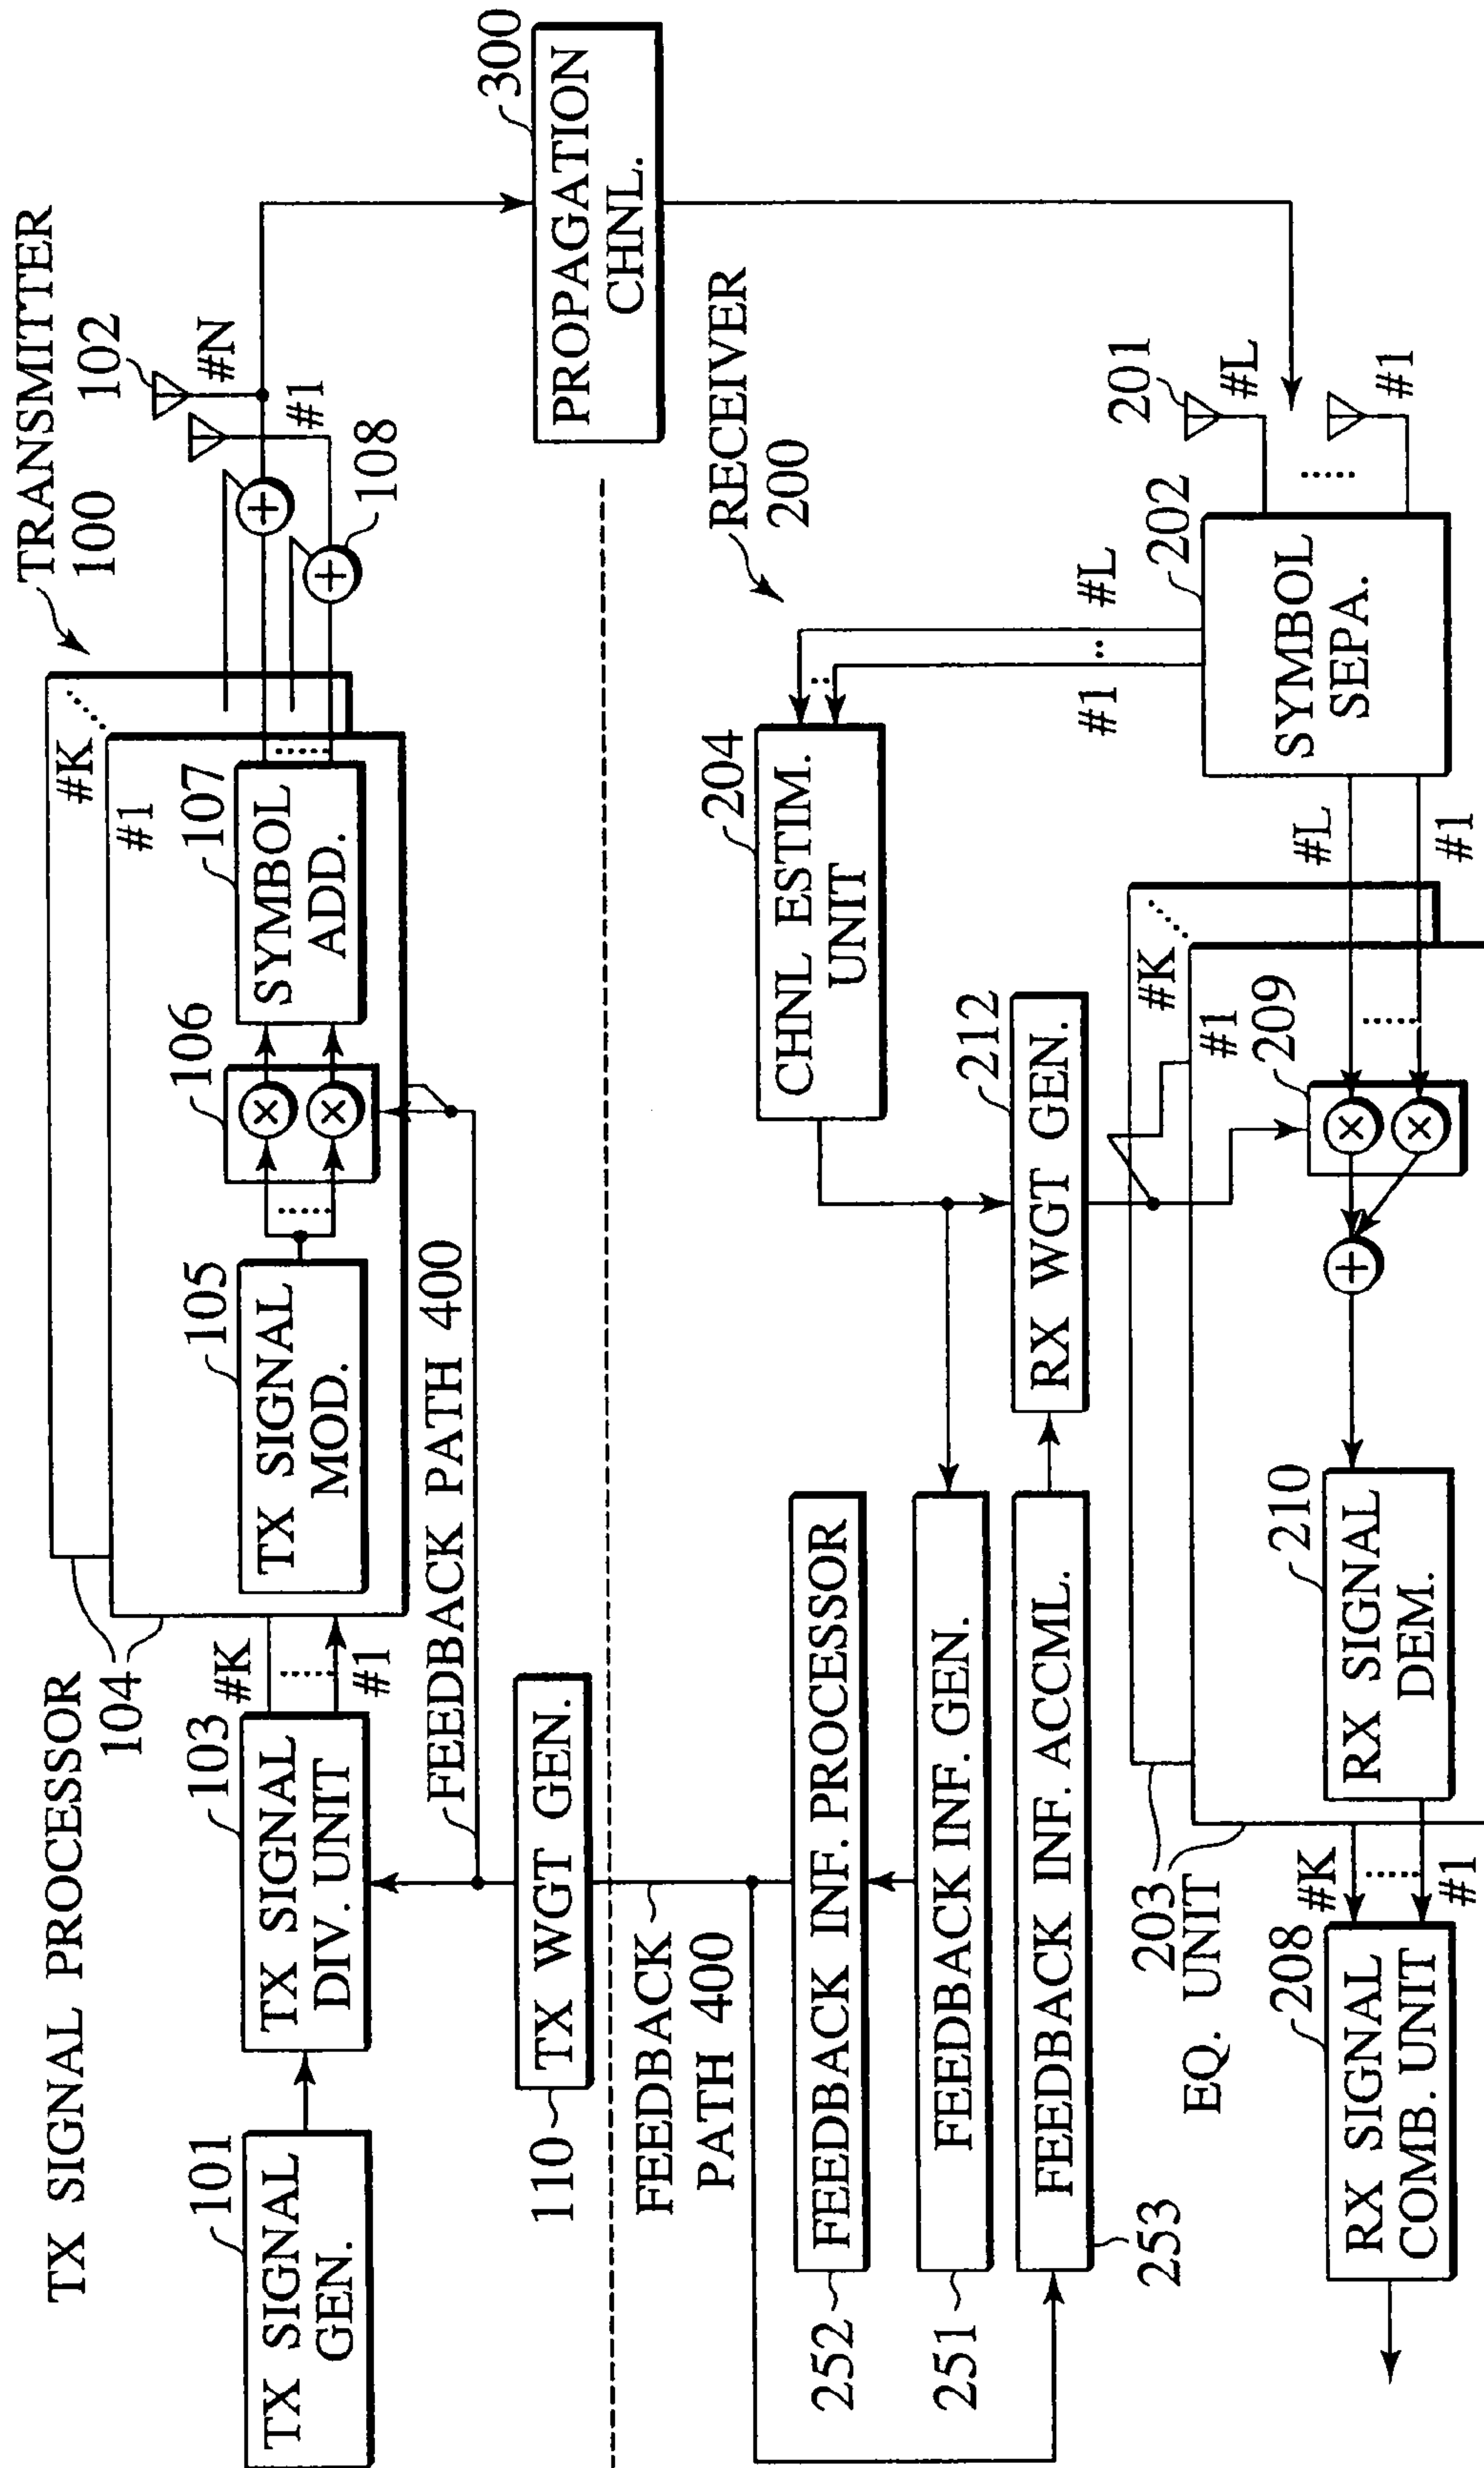 TX SIGNAL PROCESSOR
TRANSMITTER
100
101
TX SIGNAL
GEN.
103
TX SIGNAL
DIV. UNIT
#K
#1
104
#K
#1
105
TX SIGNAL
MOD.
106
107
SYMBOL
ADD.
108
102
#N
#1
FEEDBACK PATH 400
110
TX WGT GEN.
300
PROPAGATION
CHNL.
FEEDBACK
PATH 400
RECEIVER
200
252
FEEDBACK INF. PROCESSOR
251
FEEDBACK INF. GEN.
253
FEEDBACK INF. ACCML.
204
CHNL ESTIM.
UNIT
#L
#1
212
RX WGT GEN.
201
#L
#1
202
SYMBOL
SEPA.
#L
#1
#K
#1
209
210
RX SIGNAL
DEM.
203
EQ. UNIT
#K
#1
208
RX SIGNAL
COMB. UNIT